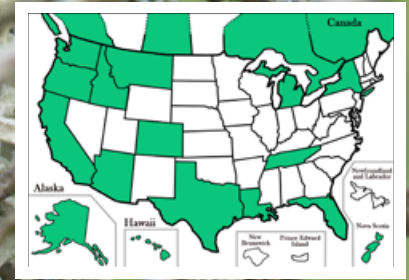 Canada
Newfoundland
and Labrador
Alaska
Hawaii
New
Brunswick
Prince Edward
Island
Nova Scotia